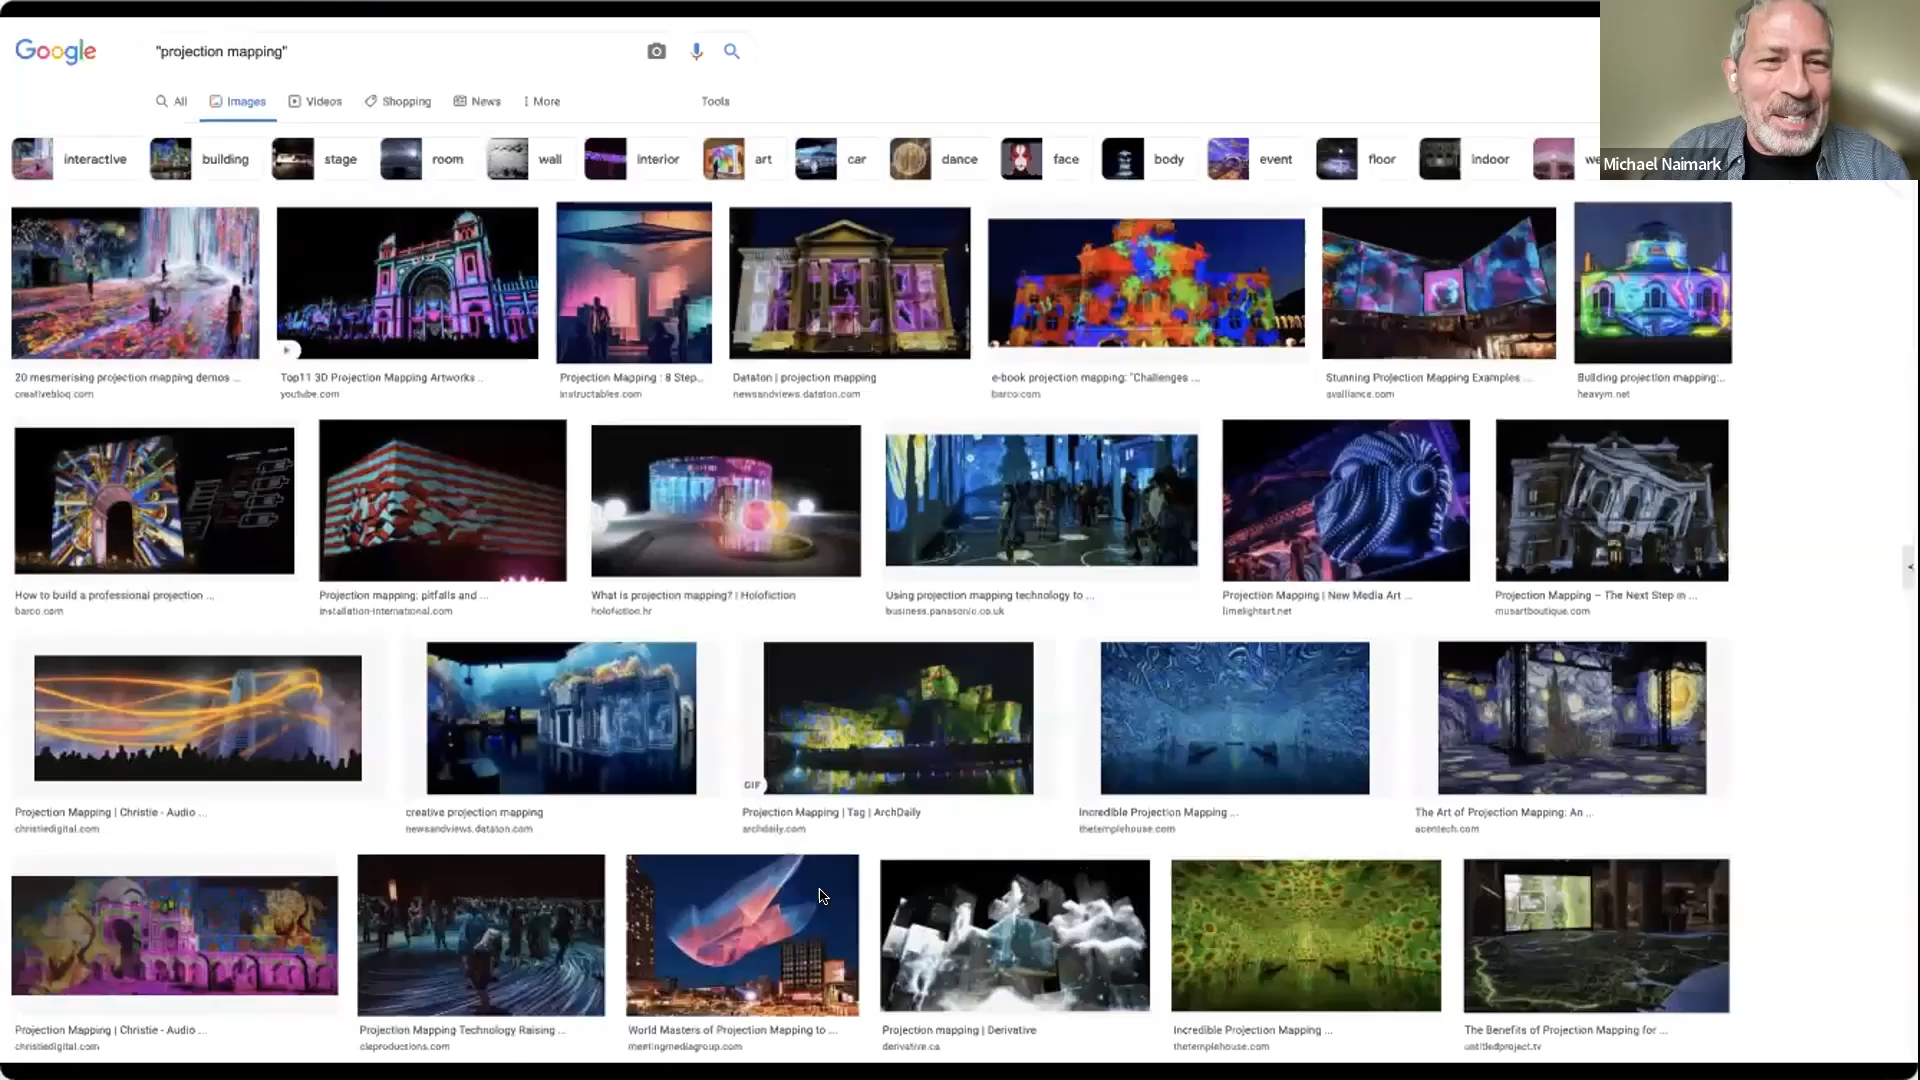 Google
"projection mapping"
All Images Videos Shopping News More Tools
interactive building stage room wall interior art car dance face body event floor indoor we
Michael Naimark
20 mesmerising projection mapping demos ...
creativebloq.com
Top11 3D Projection Mapping Artworks ...
youtube.com
Projection Mapping : 8 Step...
instructables.com
Dataton | projection mapping
newsandviews.dataton.com
e-book projection mapping: "Challenges ...
barco.com
Stunning Projection Mapping Examples ...
avalliance.com
Building projection mapping:...
heavym.net
How to build a professional projection ...
barco.com
Projection mapping: pitfalls and ...
installation-international.com
What is projection mapping? | Holofiction
holofiction.hr
Using projection mapping technology to ...
business.panasonic.co.uk
Projection Mapping | New Media Art ...
limelightart.net
Projection Mapping – The Next Step in ...
musartboutique.com
Projection Mapping | Christie - Audio ...
christiedigital.com
creative projection mapping
newsandviews.dataton.com
GIF
Projection Mapping | Tag | ArchDaily
archdaily.com
Incredible Projection Mapping ...
thetemplehouse.com
The Art of Projection Mapping: An ...
acentech.com
Projection Mapping | Christie - Audio ...
christiedigital.com
Projection Mapping Technology Raising ...
cleproductions.com
World Masters of Projection Mapping to ...
meetingmediagroup.com
Projection mapping | Derivative
derivative.ca
Incredible Projection Mapping ...
thetemplehouse.com
The Benefits of Projection Mapping for ...
untitledproject.tv